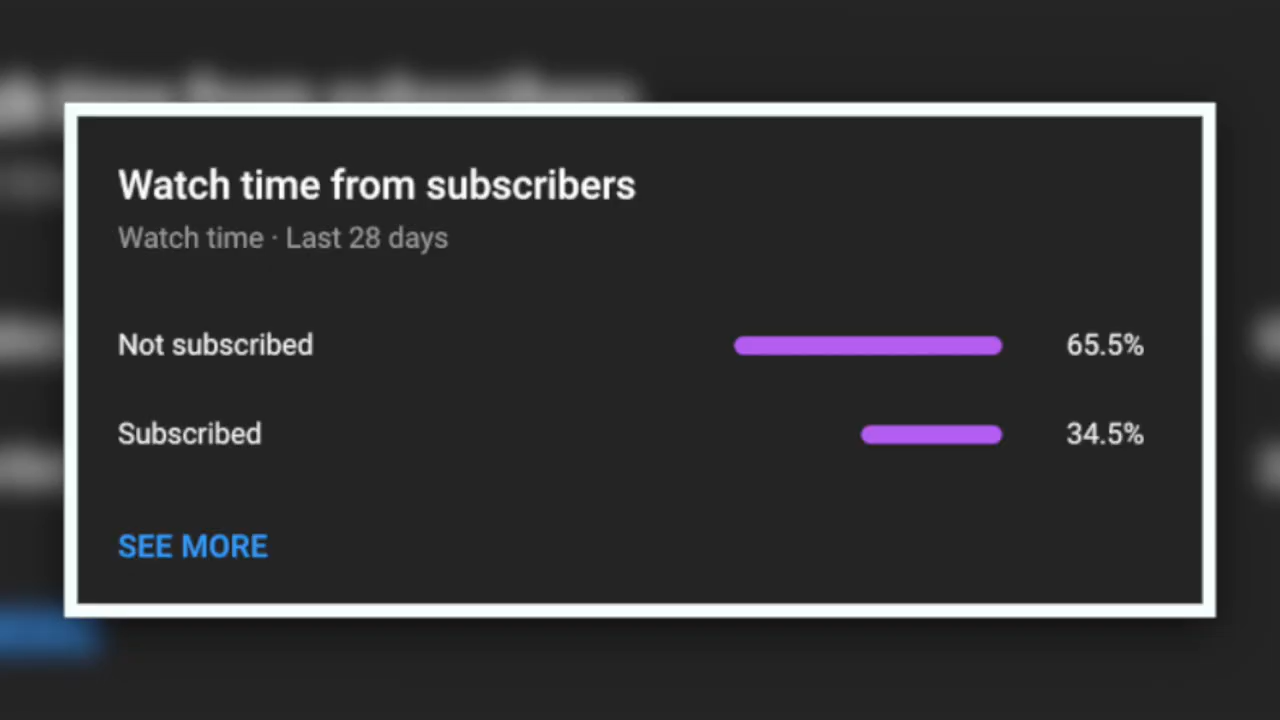 Watch time from subscribers
Watch time · Last 28 days
Not subscribed 65.5%
Subscribed 34.5%
SEE MORE